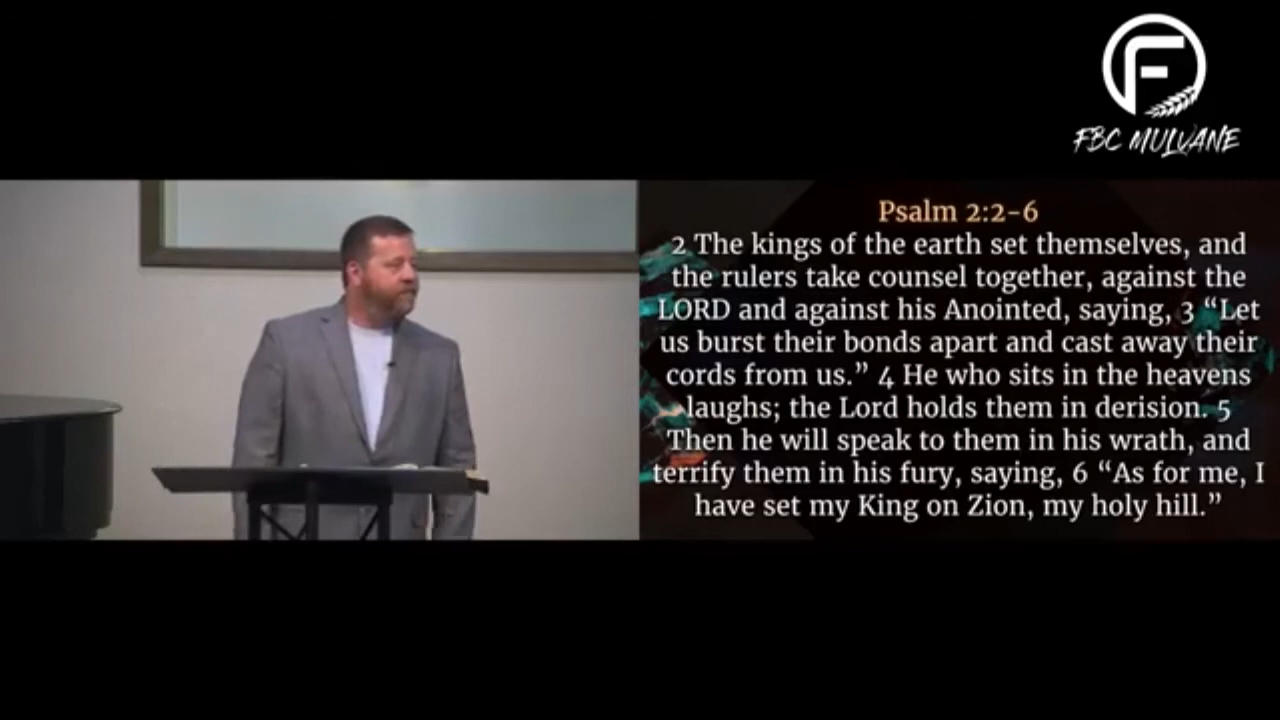 F
FBC MULVANE
Psalm 2:2-6
2 The kings of the earth set themselves, and
the rulers take counsel together, against the
LORD and against his Anointed, saying, 3 “Let
us burst their bonds apart and cast away their
cords from us.” 4 He who sits in the heavens
laughs; the Lord holds them in derision. 5
Then he will speak to them in his wrath, and
terrify them in his fury, saying, 6 “As for me, I
have set my King on Zion, my holy hill.”